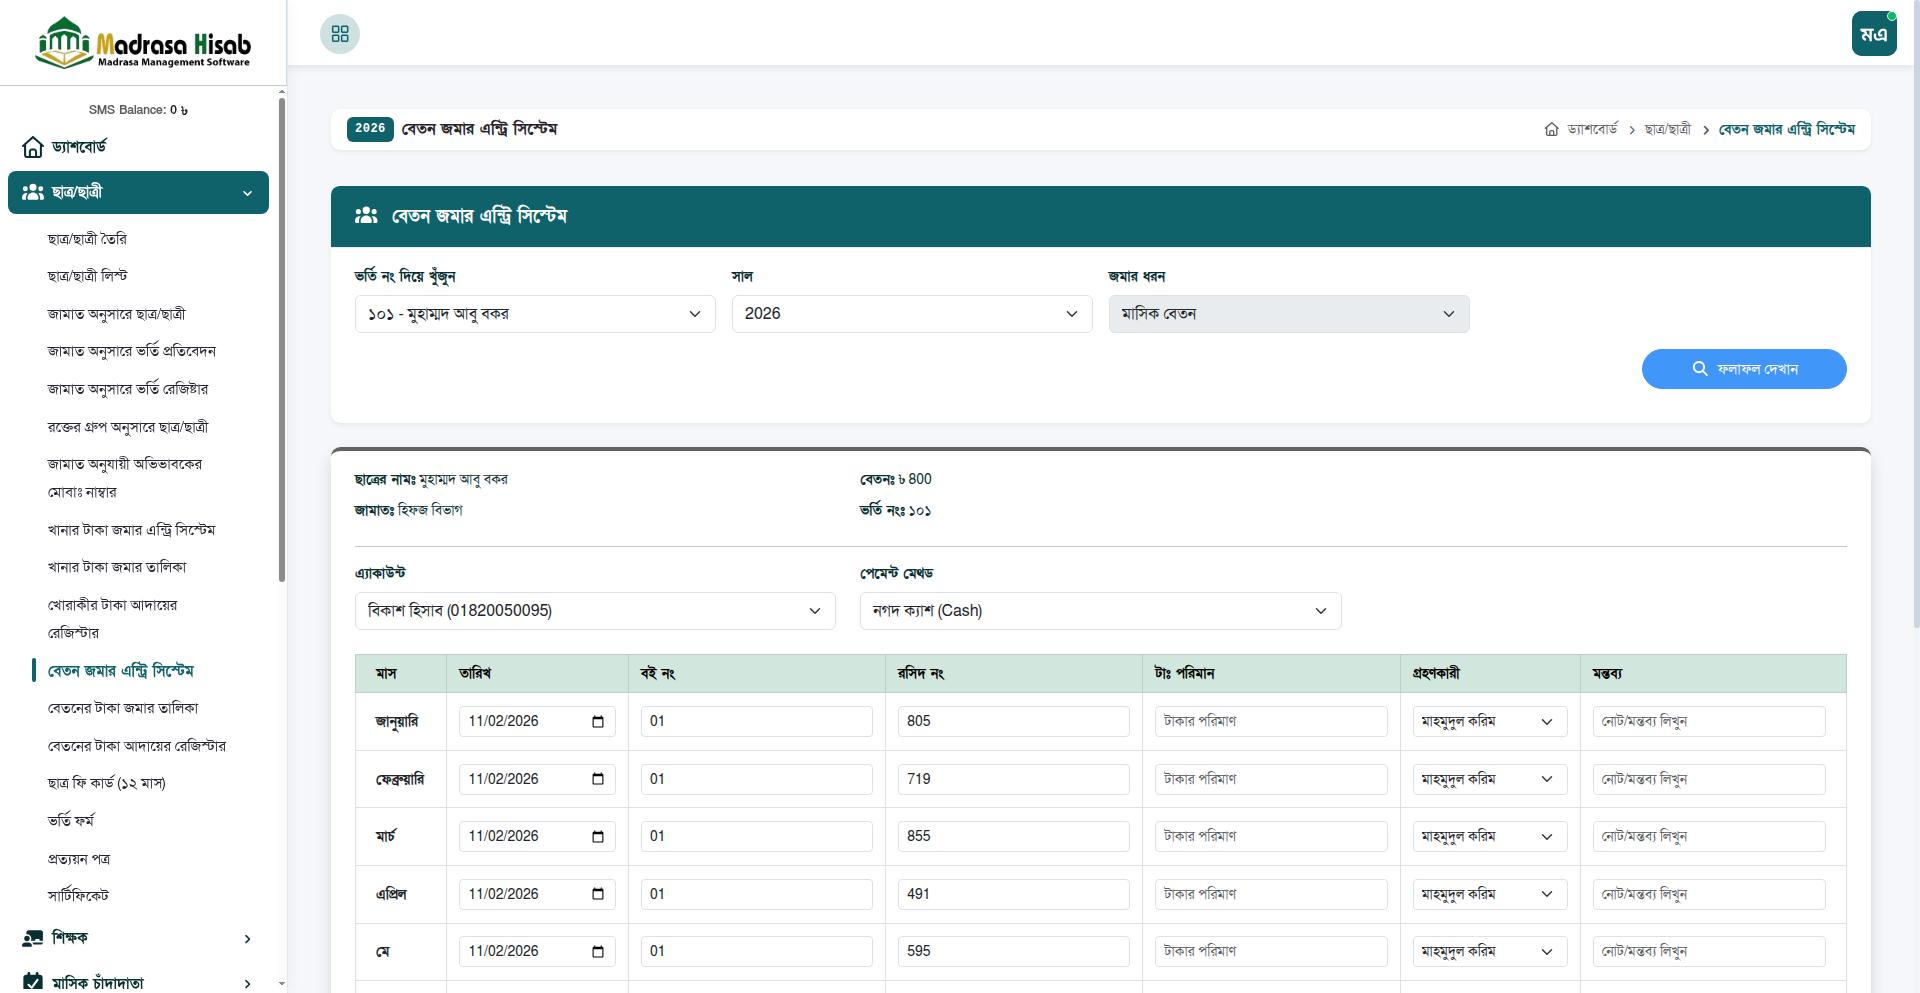 Madrasa Hisab
Madrasa Management Software
মএ
SMS Balance: 0 ৳
ড্যাশবোর্ড
ছাত্র/ছাত্রী
ছাত্র/ছাত্রী তৈরি
ছাত্র/ছাত্রী লিস্ট
জামাত অনুসারে ছাত্র/ছাত্রী
জামাত অনুসারে ভর্তি প্রতিবেদন
জামাত অনুসারে ভর্তি রেজিষ্টার
রক্তের গ্রুপ অনুসারে ছাত্র/ছাত্রী
জামাত অনুযায়ী অভিভাবকের
মোবাঃ নাম্বার
খানার টাকা জমার এন্ট্রি সিস্টেম
খানার টাকা জমার তালিকা
খোরাকীর টাকা আদায়ের
রেজিস্টার
বেতন জমার এন্ট্রি সিস্টেম
বেতনের টাকা জমার তালিকা
বেতনের টাকা আদায়ের রেজিস্টার
ছাত্র ফি কার্ড (১২ মাস)
ভর্তি ফর্ম
প্রত্যয়ন পত্র
সার্টিফিকেট
শিক্ষক
মাসিক চাঁদাদাতা
2026 বেতন জমার এন্ট্রি সিস্টেম
ড্যাশবোর্ড > ছাত্র/ছাত্রী > বেতন জমার এন্ট্রি সিস্টেম
বেতন জমার এন্ট্রি সিস্টেম
ভর্তি নং দিয়ে খুঁজুন সাল জমার ধরন
১০১ - মুহাম্মদ আবু বকর 2026 মাসিক বেতন
ফলাফল দেখান
ছাত্রের নামঃ মুহাম্মদ আবু বকর বেতনঃ ৳ 800
জামাতঃ হিফজ বিভাগ ভর্তি নংঃ ১০১
এ্যাকাউন্ট পেমেন্ট মেথড
বিকাশ হিসাব (01820050095) নগদ ক্যাশ (Cash)
মাস তারিখ বই নং রসিদ নং টাঃ পরিমান গ্রহণকারী মন্তব্য
জানুয়ারি 11/02/2026 01 805 টাকার পরিমাণ মাহমুদুল করিম নোট/মন্তব্য লিখুন
ফেব্রুয়ারি 11/02/2026 01 719 টাকার পরিমাণ মাহমুদুল করিম নোট/মন্তব্য লিখুন
মার্চ 11/02/2026 01 855 টাকার পরিমাণ মাহমুদুল করিম নোট/মন্তব্য লিখুন
এপ্রিল 11/02/2026 01 491 টাকার পরিমাণ মাহমুদুল করিম নোট/মন্তব্য লিখুন
মে 11/02/2026 01 595 টাকার পরিমাণ মাহমুদুল করিম নোট/মন্তব্য লিখুন